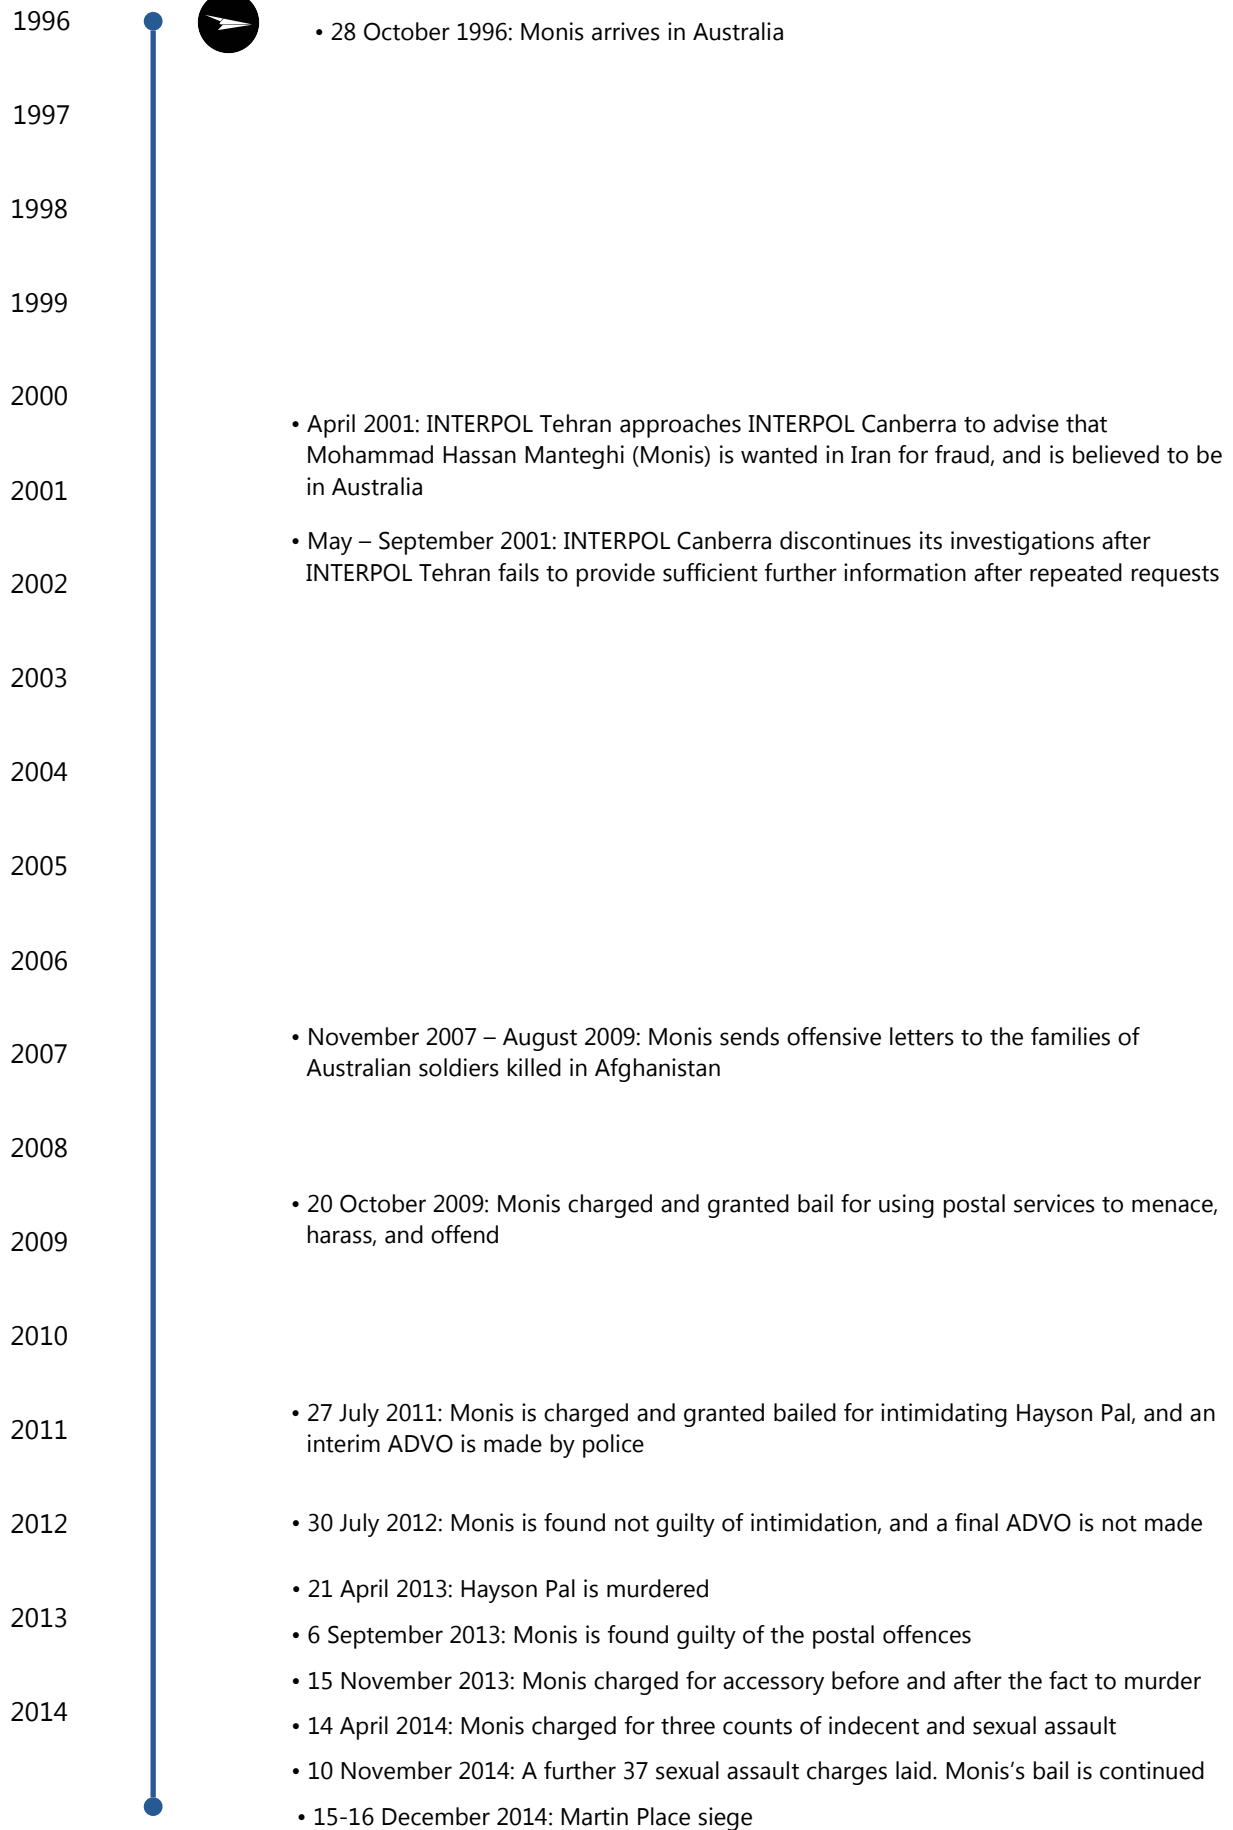 1996
• 28 October 1996: Monis arrives in Australia
1997
1998
1999
2000
• April 2001: INTERPOL Tehran approaches INTERPOL Canberra to advise that
Mohammad Hassan Manteghi (Monis) is wanted in Iran for fraud, and is believed to be
in Australia
2001
• May – September 2001: INTERPOL Canberra discontinues its investigations after
INTERPOL Tehran fails to provide sufficient further information after repeated requests
2002
2003
2004
2005
2006
• November 2007 – August 2009: Monis sends offensive letters to the families of
Australian soldiers killed in Afghanistan
2007
2008
• 20 October 2009: Monis charged and granted bail for using postal services to menace,
harass, and offend
2009
2010
• 27 July 2011: Monis is charged and granted bailed for intimidating Hayson Pal, and an
interim ADVO is made by police
2011
2012
• 30 July 2012: Monis is found not guilty of intimidation, and a final ADVO is not made
• 21 April 2013: Hayson Pal is murdered
2013
• 6 September 2013: Monis is found guilty of the postal offences
• 15 November 2013: Monis charged for accessory before and after the fact to murder
2014
• 14 April 2014: Monis charged for three counts of indecent and sexual assault
• 10 November 2014: A further 37 sexual assault charges laid. Monis’s bail is continued
• 15-16 December 2014: Martin Place siege